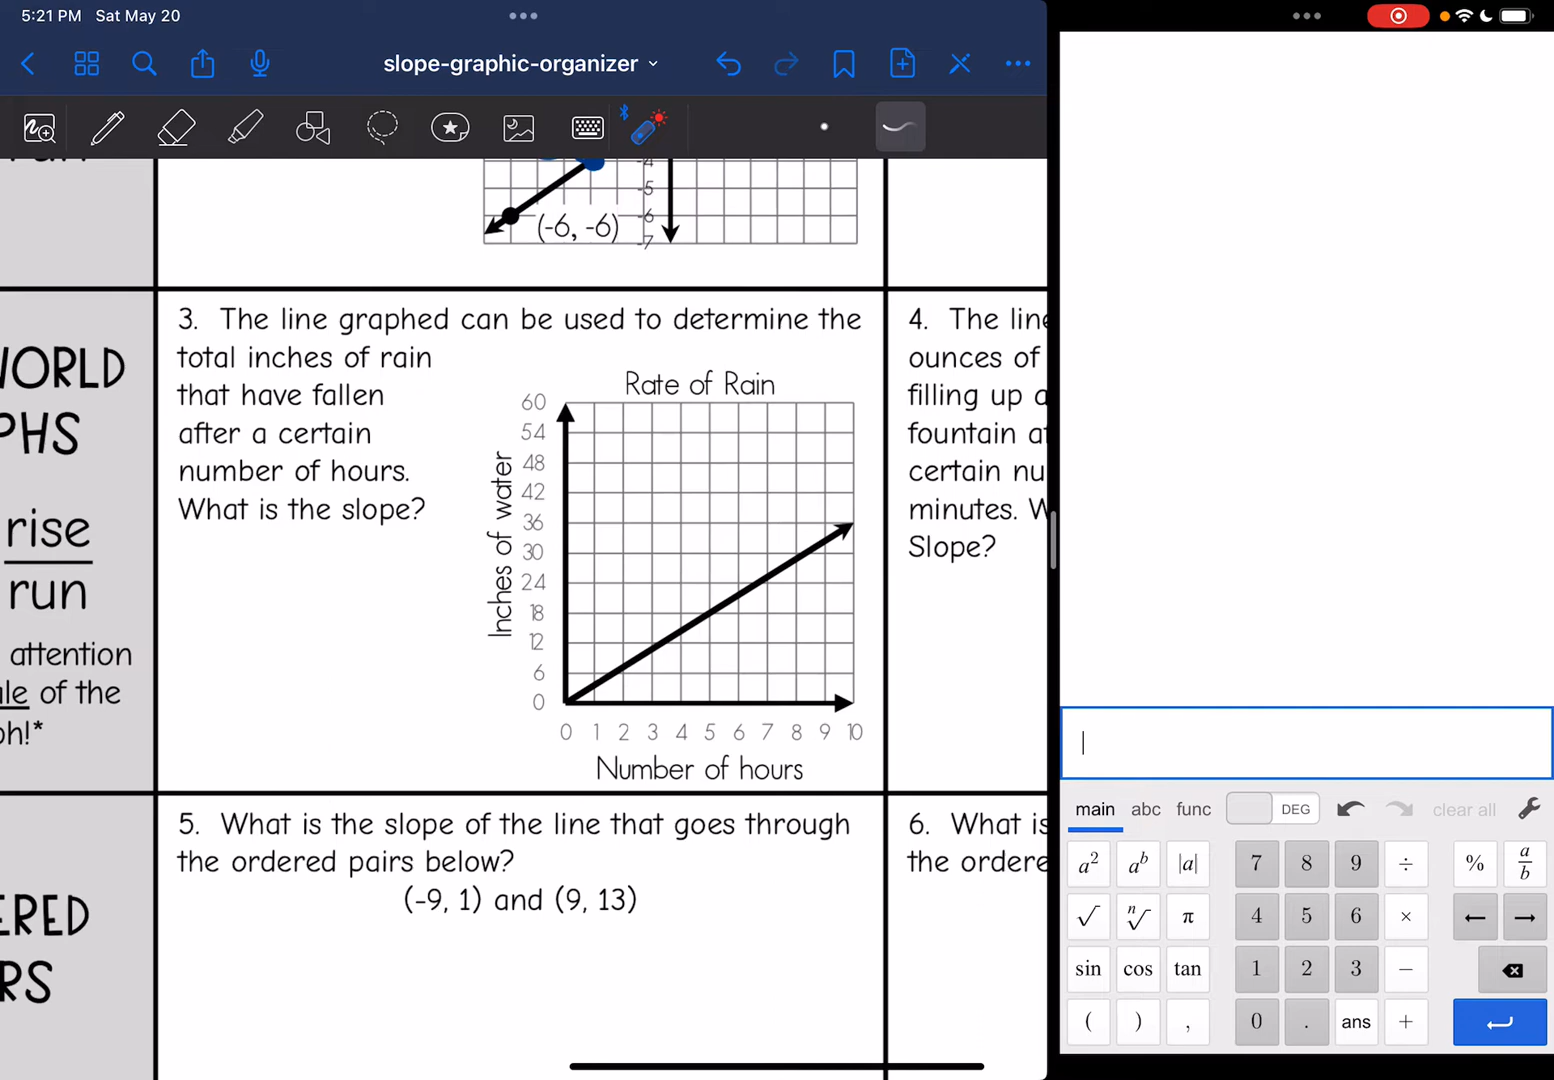 5:21 PM Sat May 20
slope-graphic-organizer
-4
-5
-6
-7
(-6, -6)
3. The line graphed can be used to determine the
total inches of rain
that have fallen
after a certain
number of hours.
What is the slope?
Rate of Rain
60
54
48
42
36
30
24
18
12
6
0
Inches of water
0 1 2 3 4 5 6 7 8 9 10
Number of hours
4. The line
ounces of
filling up a
fountain
certain nu
minutes. W
Slope?
WORLD
PHS
rise
run
attention
ale of the
ph!*
5. What is the slope of the line that goes through
the ordered pairs below?
(-9, 1) and (9, 13)
6. What is
the ordere
ERED
RS
main abc func DEG clear all
a² aᵇ |a| 7 8 9 ÷ % a/b
√ ⁿ√ π 4 5 6 × ← →
sin cos tan 1 2 3 −
( ) , 0 . ans +